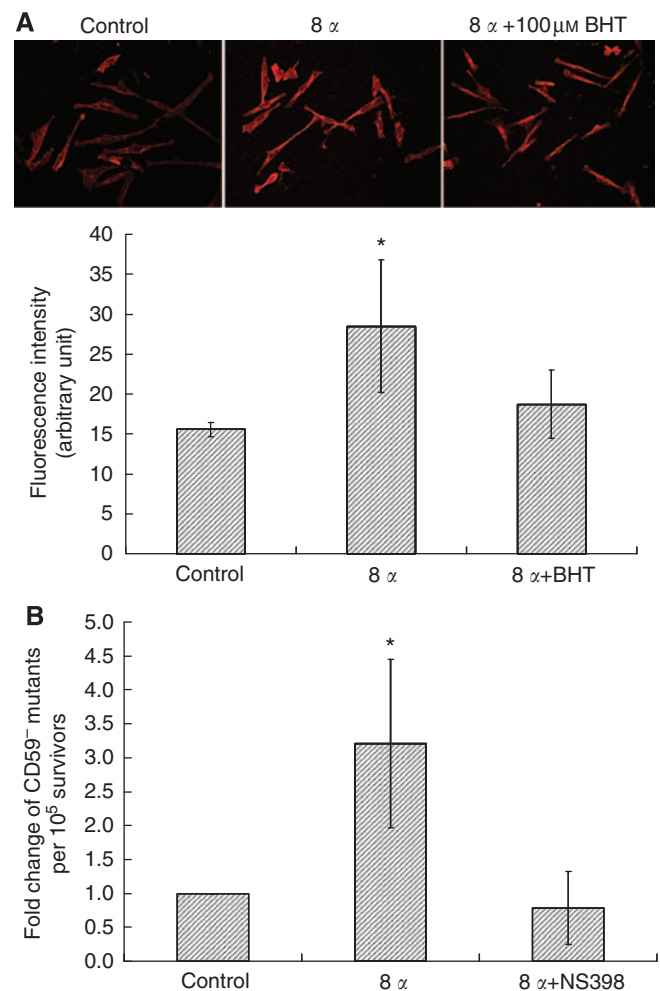 A
Control
8 α
8 α+100 μM BHT
40
35
30
25
20
15
10
5
0
Fluorescence intensity
(arbitrary unit)
*
Control
8 α
8 α+BHT
B
5.0
4.5
4.0
3.5
3.0
2.5
2.0
1.5
1.0
0.5
0.0
Fold change of CD59⁻ mutants
per 10⁵ survivors
*
Control
8 α
8 α+NS398